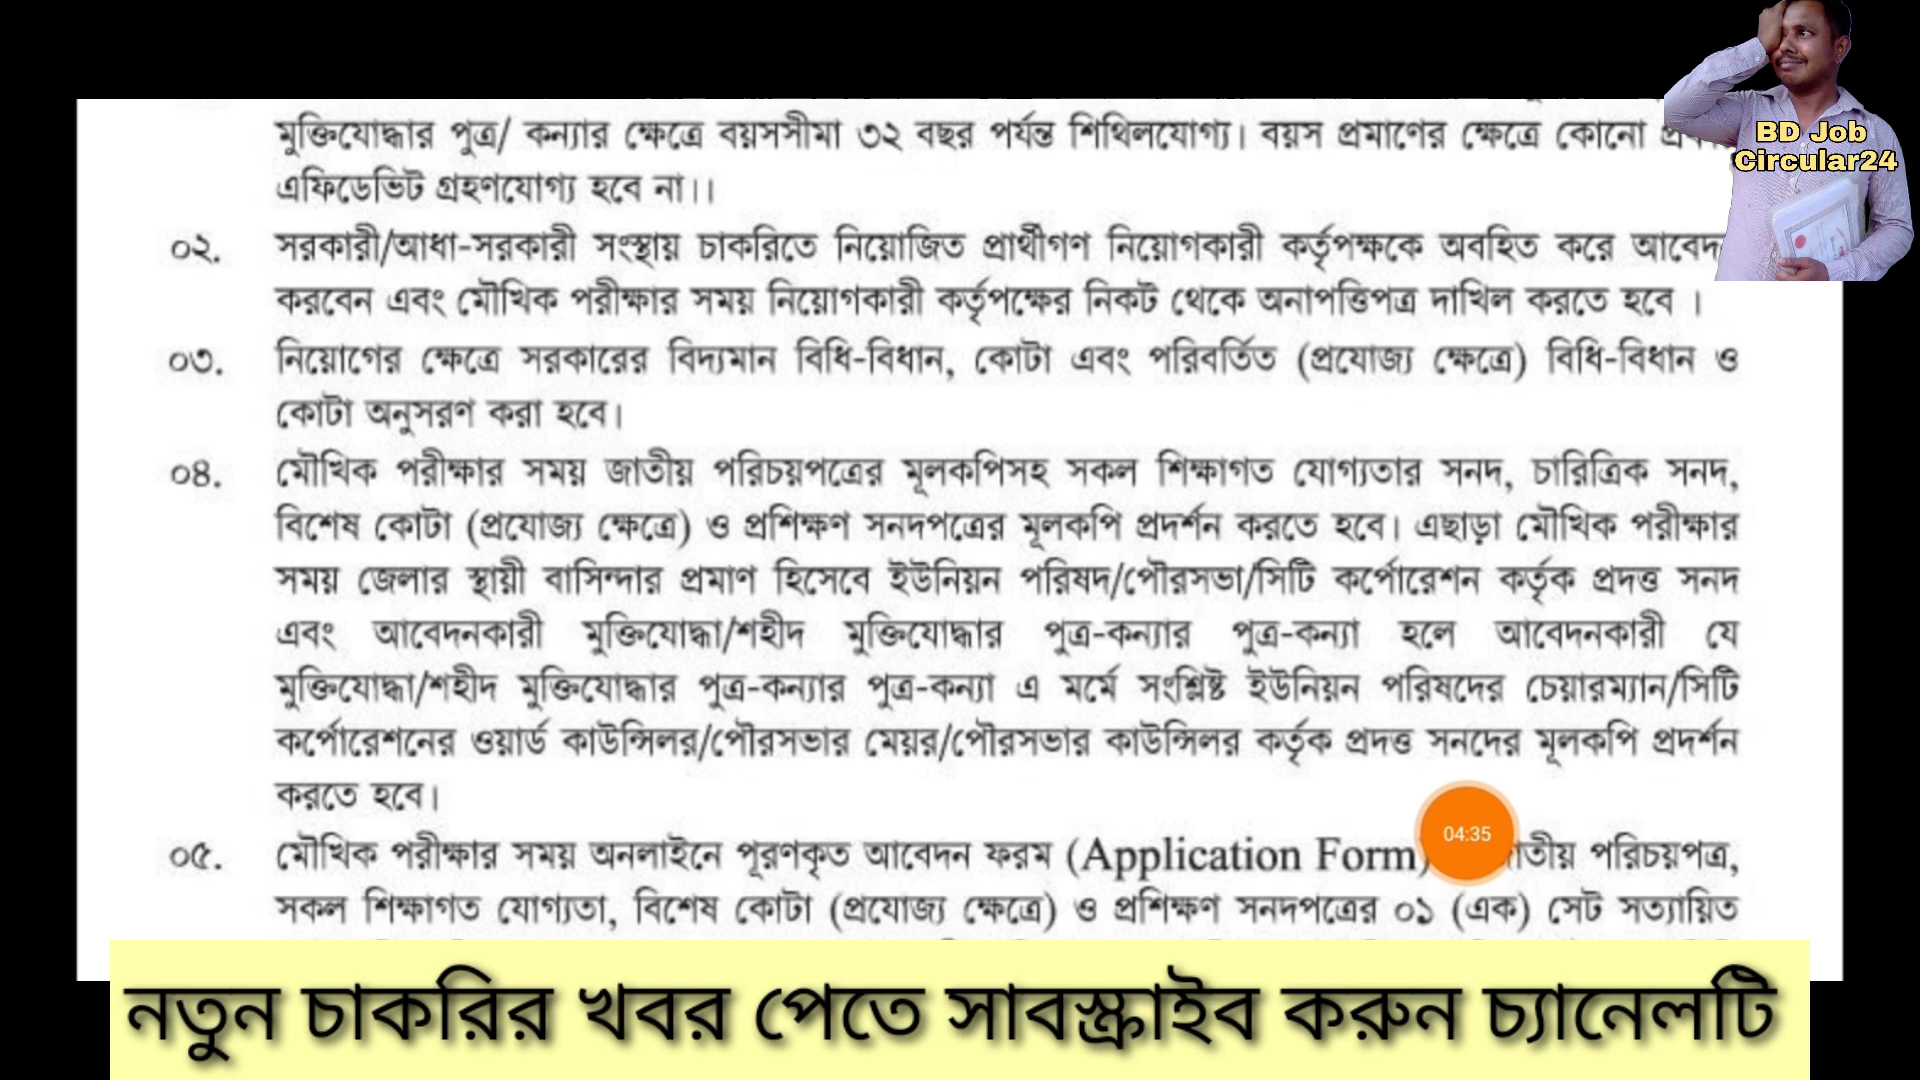 মুক্তিযোদ্ধার পুত্র/ কন্যার ক্ষেত্রে বয়সসীমা ৩২ বছর পর্যন্ত শিথিলযোগ্য। বয়স প্রমাণের ক্ষেত্রে কোনো
এফিডেভিট গ্রহণযোগ্য হবে না।।
০২. সরকারী/আধা-সরকারী সংস্থায় চাকরিতে নিয়োজিত প্রার্থীগণ নিয়োগকারী কর্তৃপক্ষকে অবহিত করে
করবেন এবং মৌখিক পরীক্ষার সময় নিয়োগকারী কর্তৃপক্ষের নিকট থেকে অনাপত্তিপত্র দাখিল করতে হবে ।
০৩. নিয়োগের ক্ষেত্রে সরকারের বিদ্যমান বিধি-বিধান, কোটা এবং পরিবর্তিত (প্রযোজ্য ক্ষেত্রে) বিধি-বিধান ও
কোটা অনুসরণ করা হবে।
০৪. মৌখিক পরীক্ষার সময় জাতীয় পরিচয়পত্রের মূলকপিসহ সকল শিক্ষাগত যোগ্যতার সনদ, চারিত্রিক সনদ,
বিশেষ কোটা (প্রযোজ্য ক্ষেত্রে) ও প্রশিক্ষণ সনদপত্রের মূলকপি প্রদর্শন করতে হবে। এছাড়া মৌখিক পরীক্ষার
সময় জেলার স্থায়ী বাসিন্দার প্রমাণ হিসেবে ইউনিয়ন পরিষদ/পৌরসভা/সিটি কর্পোরেশন কর্তৃক প্রদত্ত সনদ
এবং আবেদনকারী মুক্তিযোদ্ধা/শহীদ মুক্তিযোদ্ধার পুত্র-কন্যার পুত্র-কন্যা হলে আবেদনকারী যে
মুক্তিযোদ্ধা/শহীদ মুক্তিযোদ্ধার পুত্র-কন্যার পুত্র-কন্যা এ মর্মে সংশ্লিষ্ট ইউনিয়ন পরিষদের চেয়ারম্যান/সিটি
কর্পোরেশনের ওয়ার্ড কাউন্সিলর/পৌরসভার মেয়র/পৌরসভার কাউন্সিলর কর্তৃক প্রদত্ত সনদের মূলকপি প্রদর্শন
করতে হবে।
০৫. মৌখিক পরীক্ষার সময় অনলাইনে পূরণকৃত আবেদন ফরম (Application Form) পরিচয়পত্র,
সকল শিক্ষাগত যোগ্যতা, বিশেষ কোটা (প্রযোজ্য ক্ষেত্রে) ও প্রশিক্ষণ সনদপত্রের ০১ (এক) সেট সত্যায়িত
BD Job
Circular24
04:35
নতুন চাকরির খবর পেতে সাবস্ক্রাইব করুন চ্যানেলটি